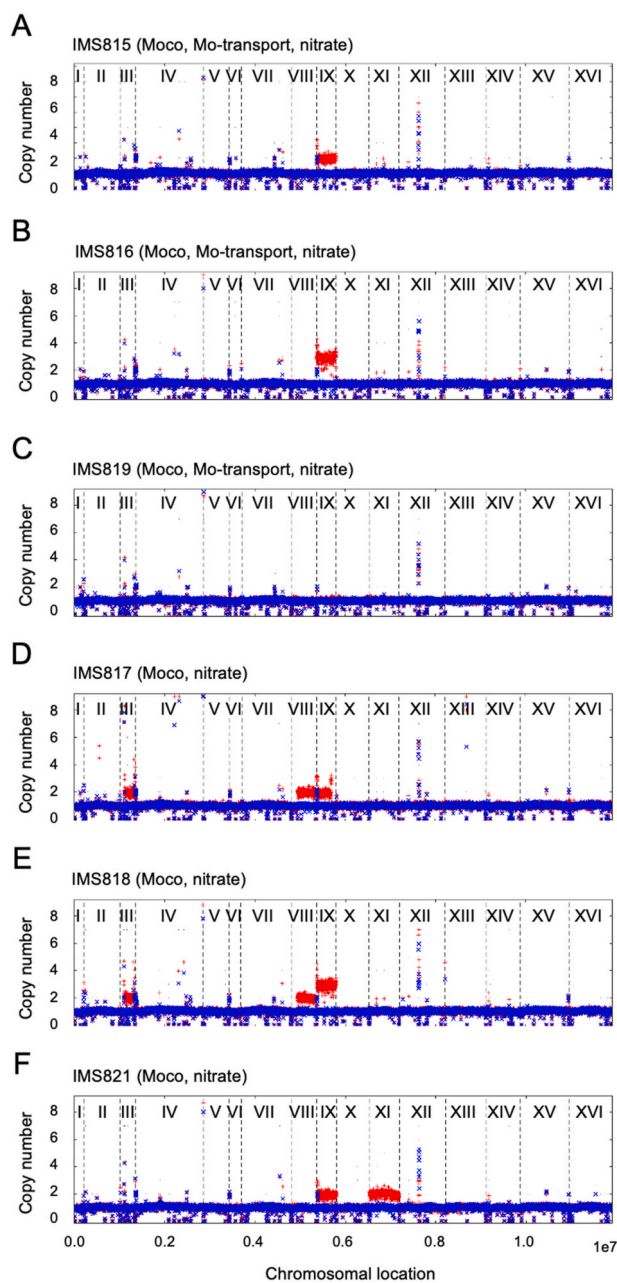 A
IMS815 (Moco, Mo-transport, nitrate)
I II III IV V VI VII VIII IX X XI XII XIII XIV XV XVI
8
6
4
2
0
Copy number
B
IMS816 (Moco, Mo-transport, nitrate)
I II III IV V VI VII VIII IX X XI XII XIII XIV XV XVI
8
6
4
2
0
Copy number
C
IMS819 (Moco, Mo-transport, nitrate)
I II III IV V VI VII VIII IX X XI XII XIII XIV XV XVI
8
6
4
2
0
Copy number
D
IMS817 (Moco, nitrate)
I II III IV V VI VII VIII IX X XI XII XIII XIV XV XVI
8
6
4
2
0
Copy number
E
IMS818 (Moco, nitrate)
I II III IV V VI VII VIII IX X XI XII XIII XIV XV XVI
8
6
4
2
0
Copy number
F
IMS821 (Moco, nitrate)
I II III IV V VI VII VIII IX X XI XII XIII XIV XV XVI
8
6
4
2
0
Copy number
0.0 0.2 0.4 0.6 0.8 1.0 1e7
Chromosomal location